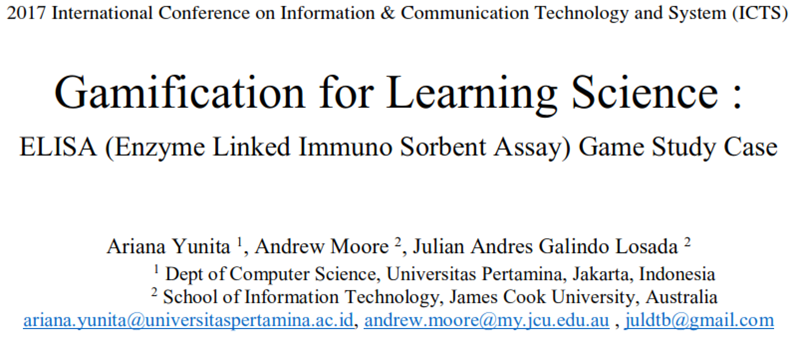 2017 International Conference on Information & Communication Technology and System (ICTS)
Gamification for Learning Science :
ELISA (Enzyme Linked Immuno Sorbent Assay) Game Study Case
Ariana Yunita 1, Andrew Moore 2, Julian Andres Galindo Losada 2
1 Dept of Computer Science, Universitas Pertamina, Jakarta, Indonesia
2 School of Information Technology, James Cook University, Australia
ariana.yunita@universitaspertamina.ac.id, andrew.moore@my.jcu.edu.au , juldtb@gmail.com